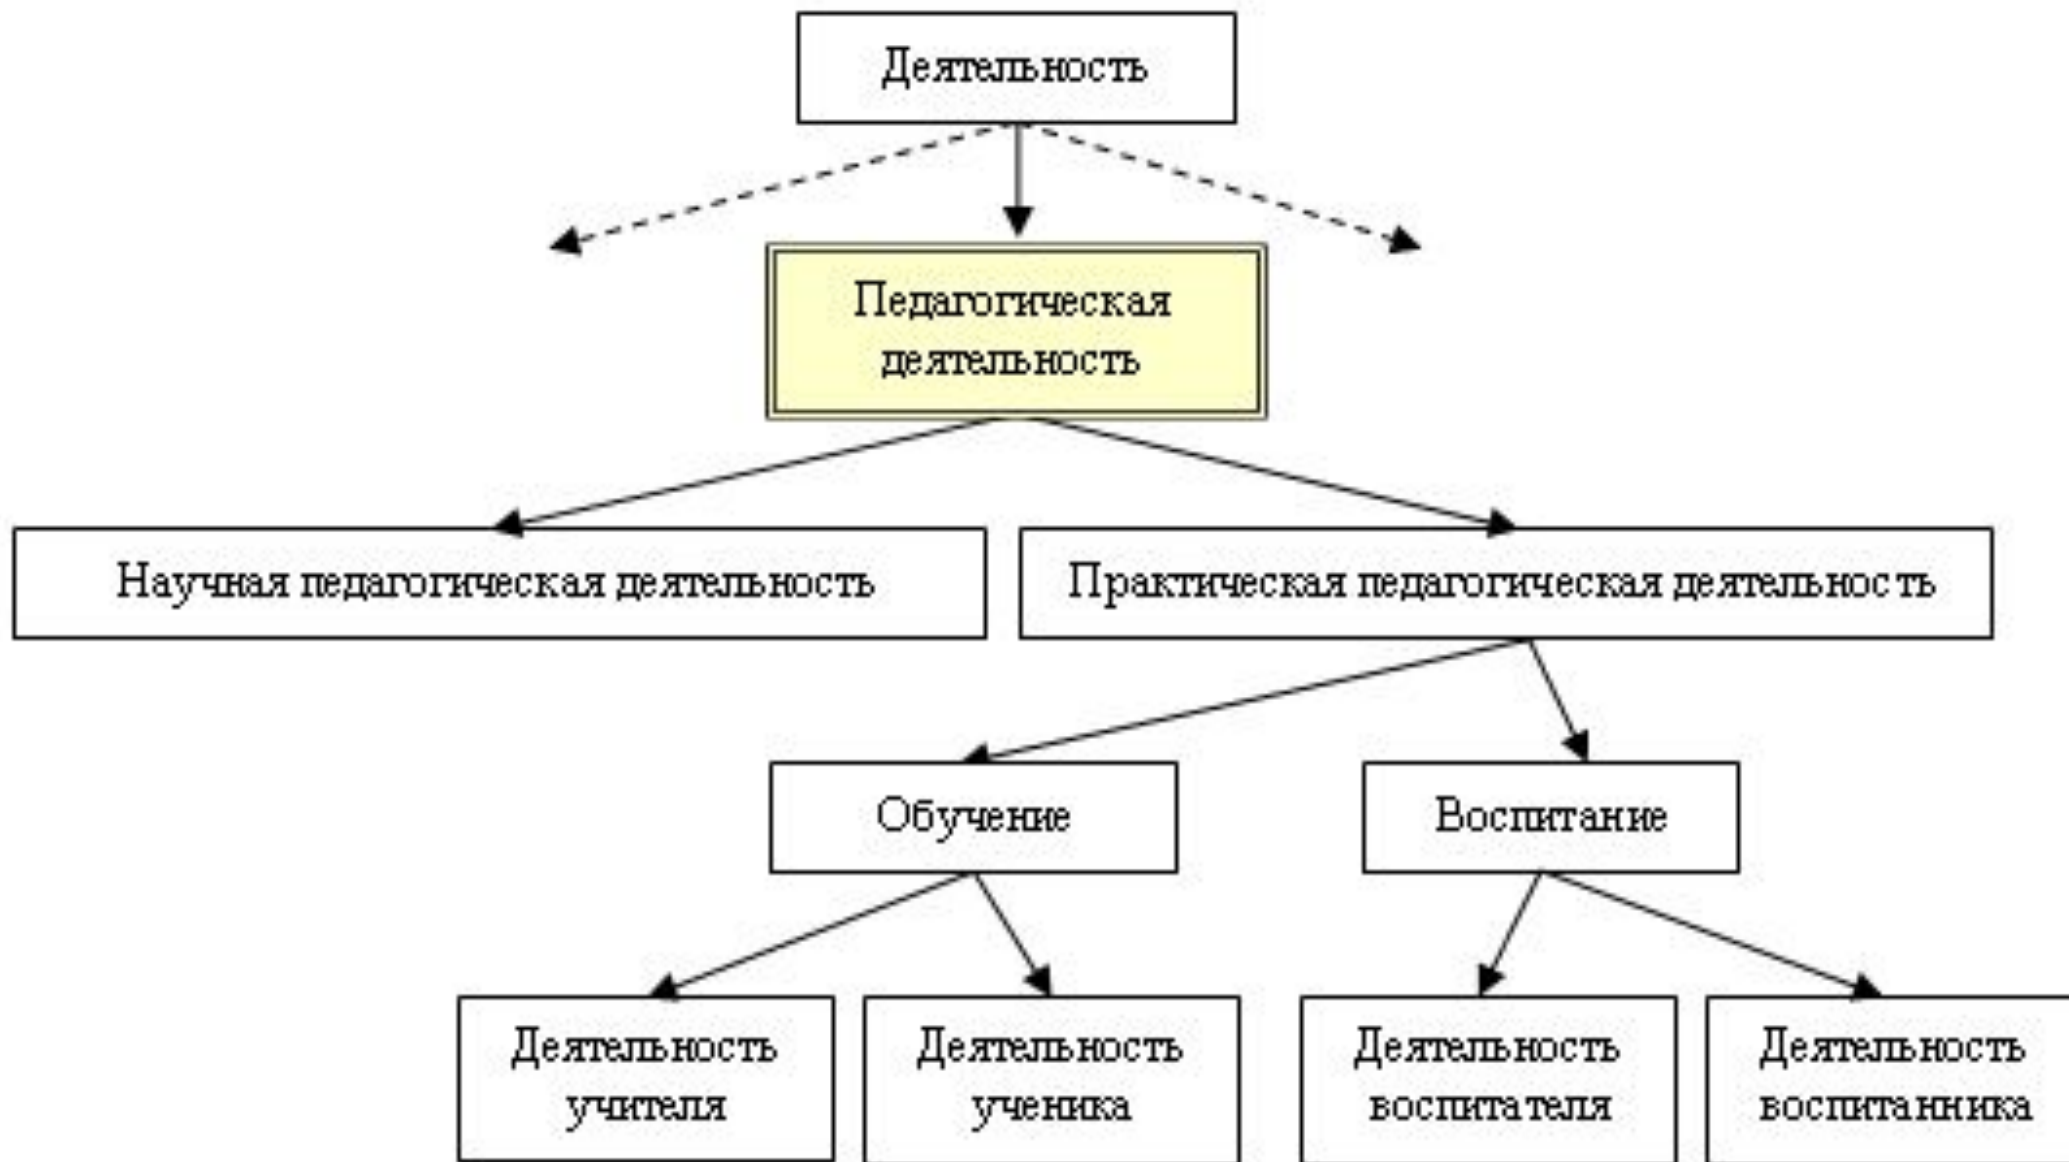 Деятельность
Педагогическая
деятельность
Научная педагогическая деятельность
Практическая педагогическая деятельность
Обучение
Воспитание
Деятельность
учителя
Деятельность
ученика
Деятельность
воспитателя
Деятельность
воспитанника